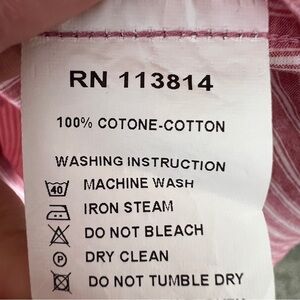 RN 113814
100% COTONE-COTTON
WASHING INSTRUCTION
40 MACHINE WASH
IRON STEAM
DO NOT BLEACH
P DRY CLEAN
DO NOT TUMBLE DRY